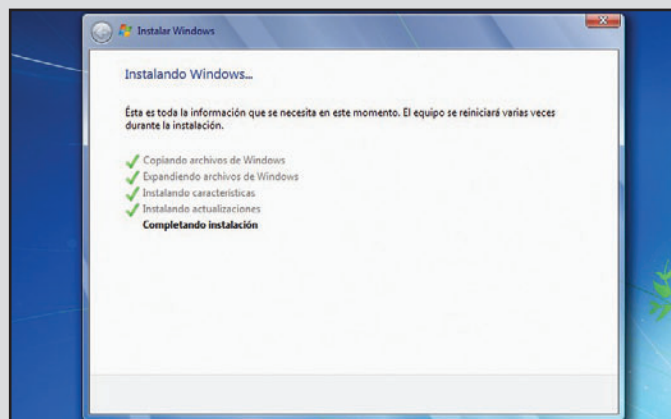 Instalar Windows
Instalando Windows...
Ésta es toda la información que se necesita en este momento. El equipo se reiniciará varias veces
durante la instalación.
Copiando archivos de Windows
Expandiendo archivos de Windows
Instalando características
Instalando actualizaciones
Completando instalación